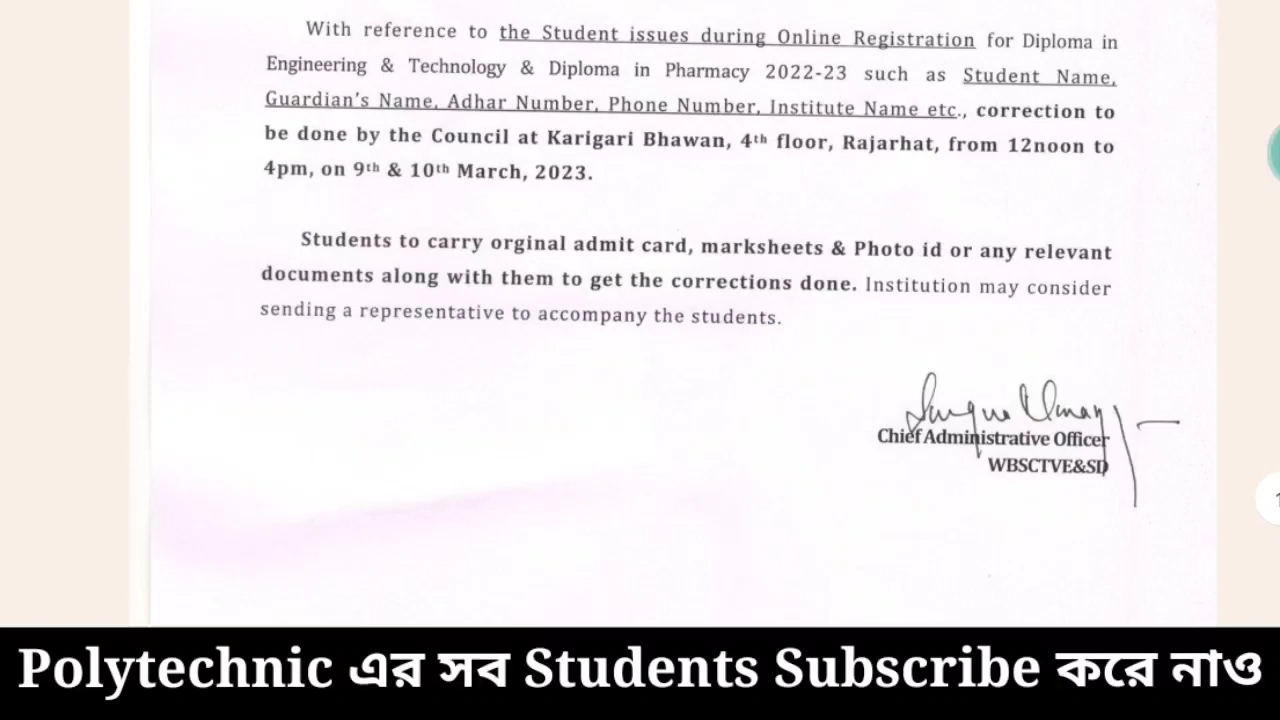 With reference to the Student issues during Online Registration for Diploma in
Engineering & Technology & Diploma in Pharmacy 2022-23 such as Student Name,
Guardian's Name, Adhar Number, Phone Number, Institute Name etc., correction to
be done by the Council at Karigari Bhawan, 4th floor, Rajarhat, from 12noon to
4pm, on 9th & 10th March, 2023.
Students to carry orginal admit card, marksheets & Photo id or any relevant
documents along with them to get the corrections done. Institution may consider
sending a representative to accompany the students.
Chief Administrative Officer
WBSCTVE&SD
Polytechnic এর সব Students Subscribe করে নাও